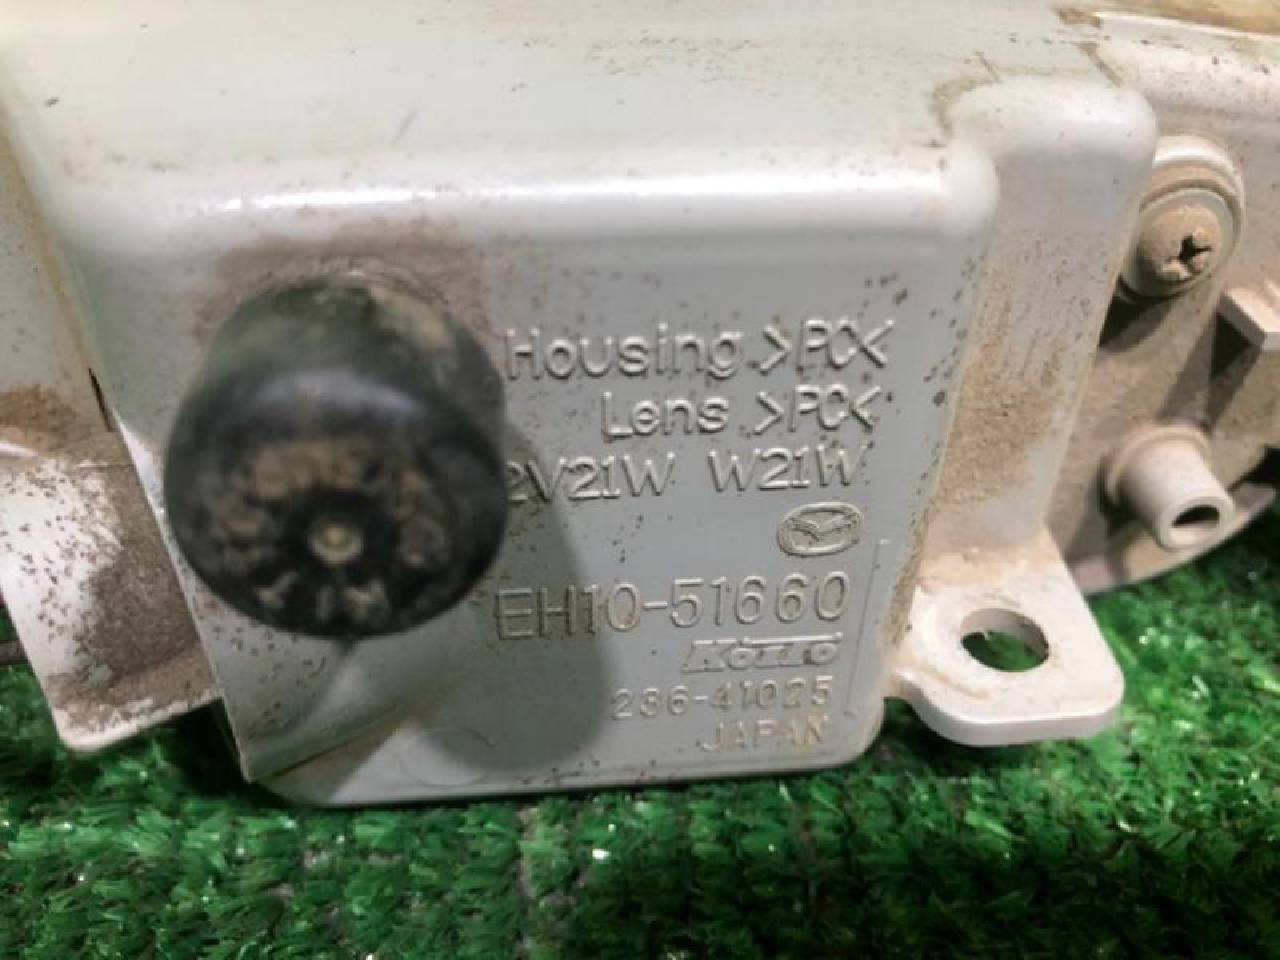 Housing >PC<
Lens >PC<
2V21W W21W
EH10-51660
KOITO
236-41025
JAPAN